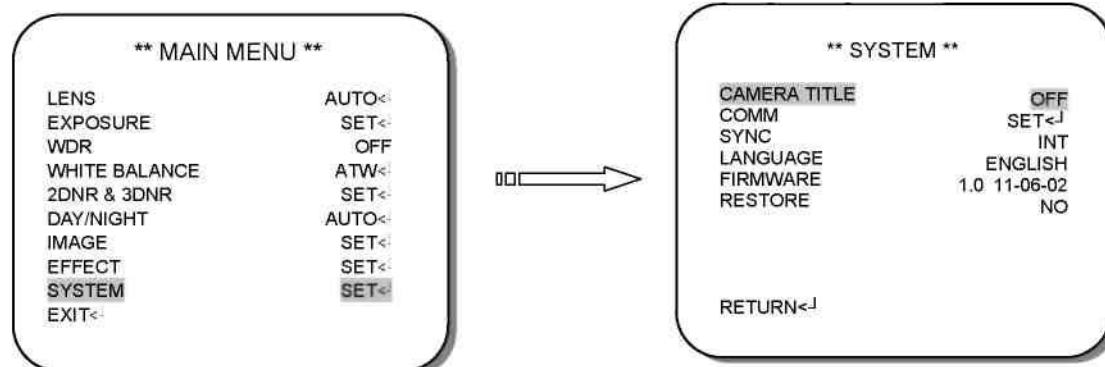 ** MAIN MENU **
LENS AUTO<┘
EXPOSURE SET<┘
WDR OFF
WHITE BALANCE ATW<┘
2DNR & 3DNR SET<┘
DAY/NIGHT AUTO<┘
IMAGE SET<┘
EFFECT SET<┘
SYSTEM SET<┘
EXIT<┘
** SYSTEM **
CAMERA TITLE OFF
COMM SET<┘
SYNC INT
LANGUAGE ENGLISH
FIRMWARE 1.0 11-06-02
RESTORE NO
RETURN<┘